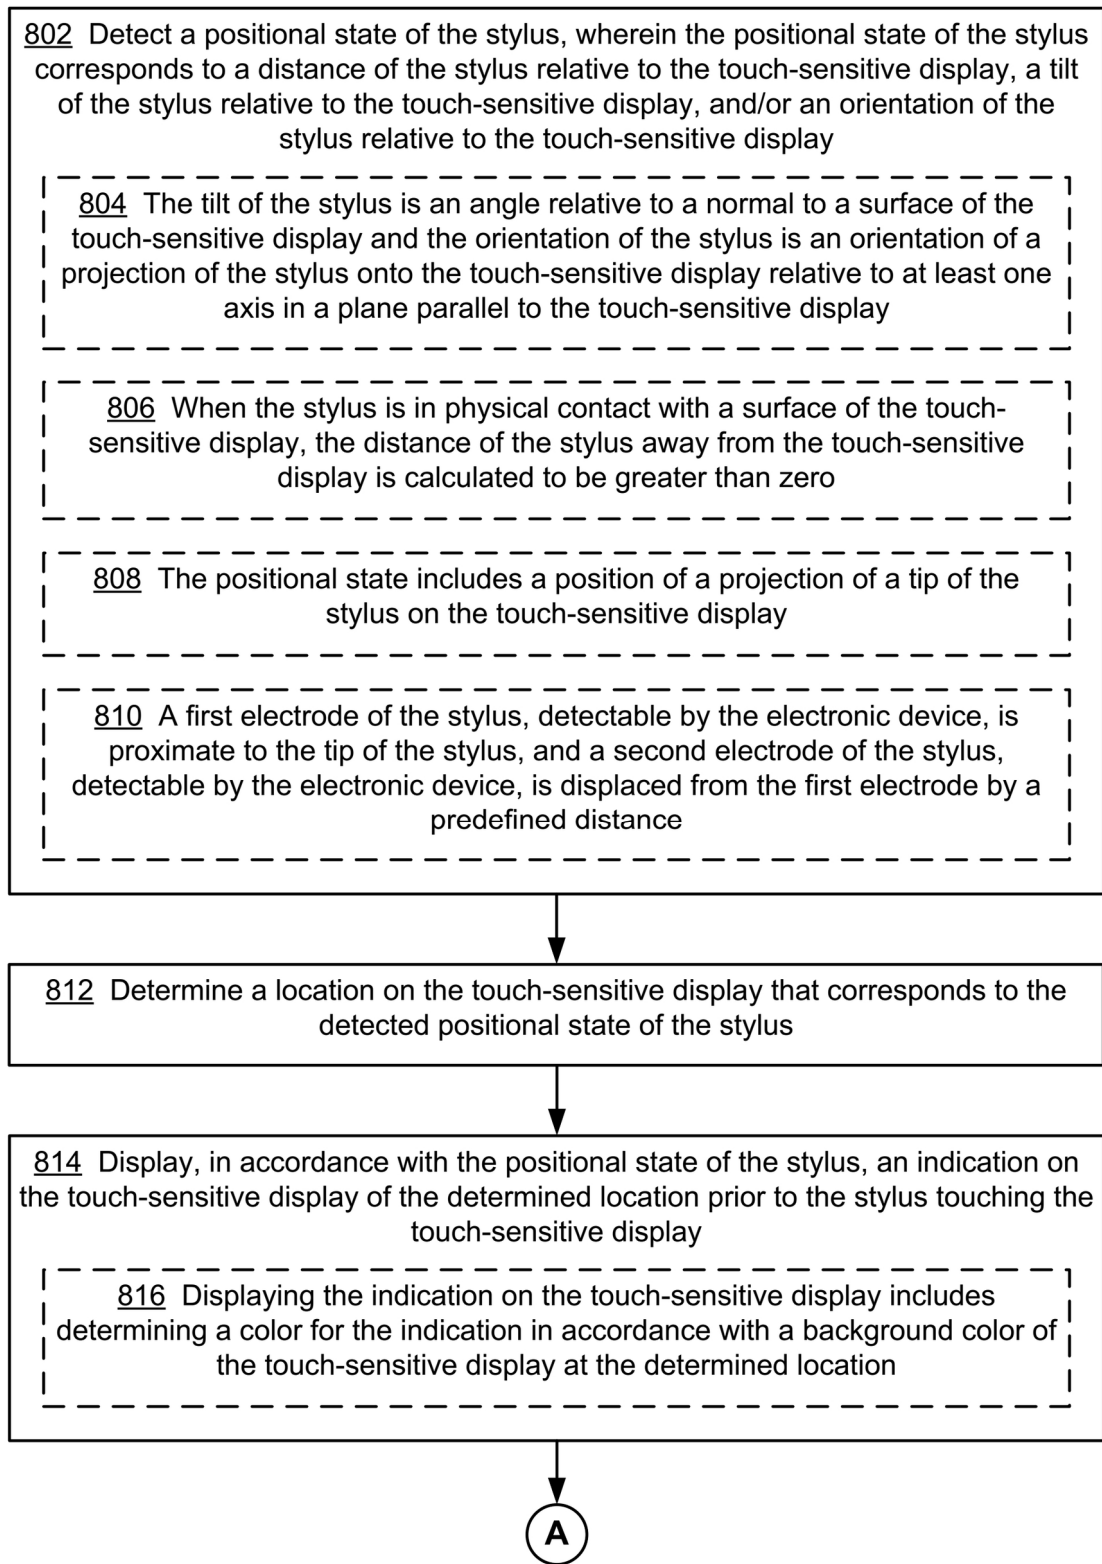 802 Detect a positional state of the stylus, wherein the positional state of the stylus
corresponds to a distance of the stylus relative to the touch-sensitive display, a tilt
of the stylus relative to the touch-sensitive display, and/or an orientation of the
stylus relative to the touch-sensitive display
804 The tilt of the stylus is an angle relative to a normal to a surface of the
touch-sensitive display and the orientation of the stylus is an orientation of a
projection of the stylus onto the touch-sensitive display relative to at least one
axis in a plane parallel to the touch-sensitive display
806 When the stylus is in physical contact with a surface of the touch-
sensitive display, the distance of the stylus away from the touch-sensitive
display is calculated to be greater than zero
808 The positional state includes a position of a projection of a tip of the
stylus on the touch-sensitive display
810 A first electrode of the stylus, detectable by the electronic device, is
proximate to the tip of the stylus, and a second electrode of the stylus,
detectable by the electronic device, is displaced from the first electrode by a
predefined distance
812 Determine a location on the touch-sensitive display that corresponds to the
detected positional state of the stylus
814 Display, in accordance with the positional state of the stylus, an indication on
the touch-sensitive display of the determined location prior to the stylus touching the
touch-sensitive display
816 Displaying the indication on the touch-sensitive display includes
determining a color for the indication in accordance with a background color of
the touch-sensitive display at the determined location
A